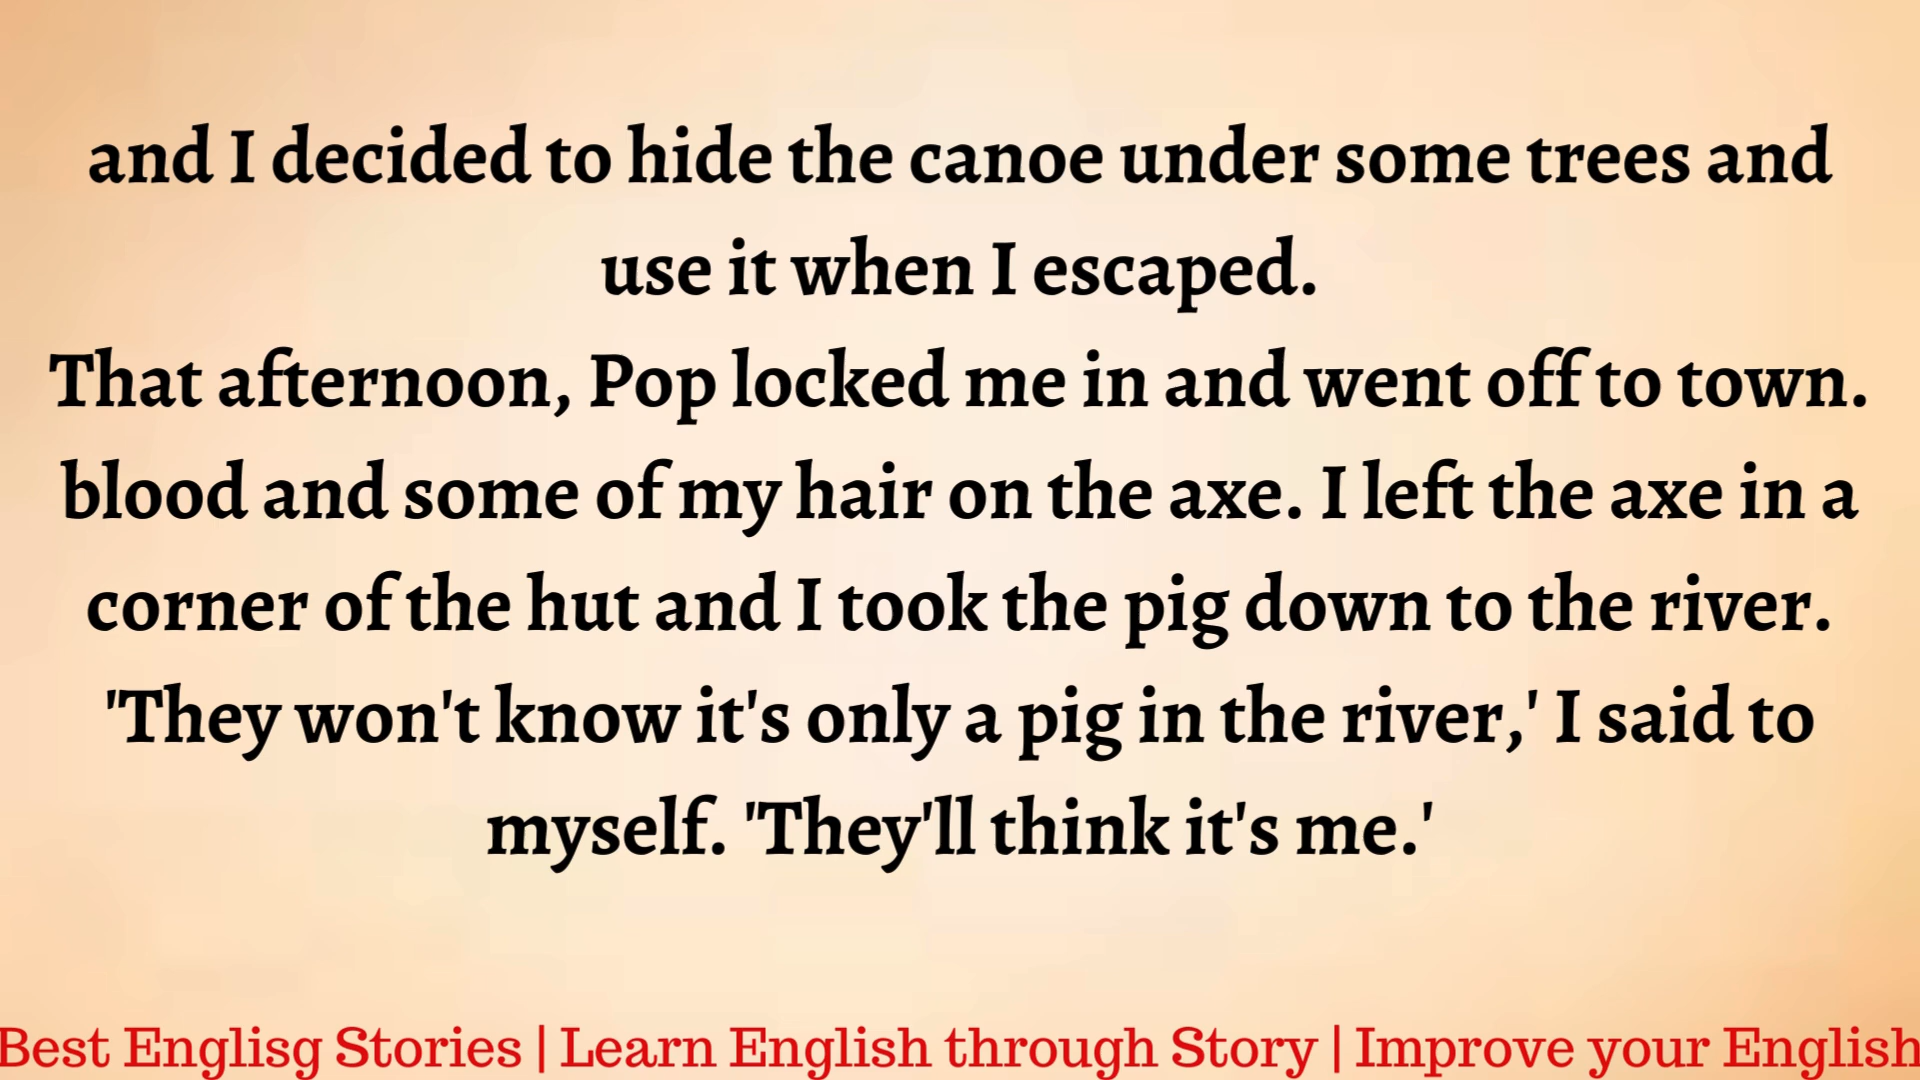 and I decided to hide the canoe under some trees and
use it when I escaped.
That afternoon, Pop locked me in and went off to town.
blood and some of my hair on the axe. I left the axe in a
corner of the hut and I took the pig down to the river.
'They won't know it's only a pig in the river,' I said to
myself. 'They'll think it's me.'
Best Englisg Stories | Learn English through Story | Improve your English